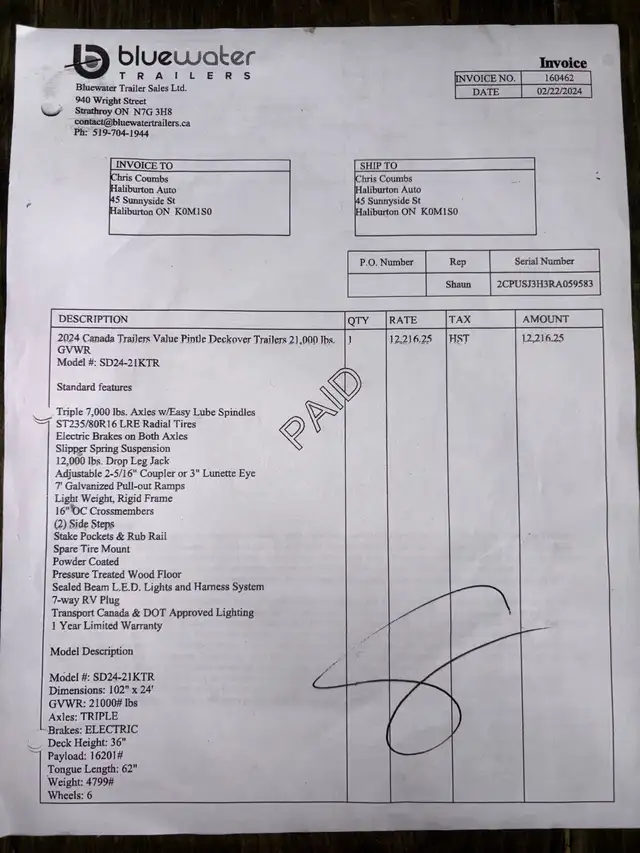 bluewater
TRAILERS
Bluewater Trailer Sales Ltd.
940 Wright Street
Strathroy ON N7G 3H8
contact@bluewatertrailers.ca
Ph: 519-704-1944
Invoice
INVOICE NO. 160462
DATE 02/22/2024
INVOICE TO
Chris Coumbs
Haliburton Auto
45 Sunnyside St
Haliburton ON K0M1S0
SHIP TO
Chris Coumbs
Haliburton Auto
45 Sunnyside St
Haliburton ON K0M1S0
P.O. Number Rep Serial Number
Shaun 2CPUSJ3H3RA059583
DESCRIPTION QTY RATE TAX AMOUNT
2024 Canada Trailers Value Pintle Deckover Trailers 21,000 lbs. 1 12,216.25 HST 12,216.25
GVWR
Model #: SD24-21KTR
Standard features
PAID
Triple 7,000 lbs. Axles w/Easy Lube Spindles
ST235/80R16 LRE Radial Tires
Electric Brakes on Both Axles
Slipper Spring Suspension
12,000 lbs. Drop Leg Jack
Adjustable 2-5/16" Coupler or 3" Lunette Eye
7' Galvanized Pull-out Ramps
Light Weight, Rigid Frame
16" OC Crossmembers
(2) Side Steps
Stake Pockets & Rub Rail
Spare Tire Mount
Powder Coated
Pressure Treated Wood Floor
Sealed Beam L.E.D. Lights and Harness System
7-way RV Plug
Transport Canada & DOT Approved Lighting
1 Year Limited Warranty
Model Description
Model #: SD24-21KTR
Dimensions: 102" x 24'
GVWR: 21000# lbs
Axles: TRIPLE
Brakes: ELECTRIC
Deck Height: 36"
Payload: 16201#
Tongue Length: 62"
Weight: 4799#
Wheels: 6